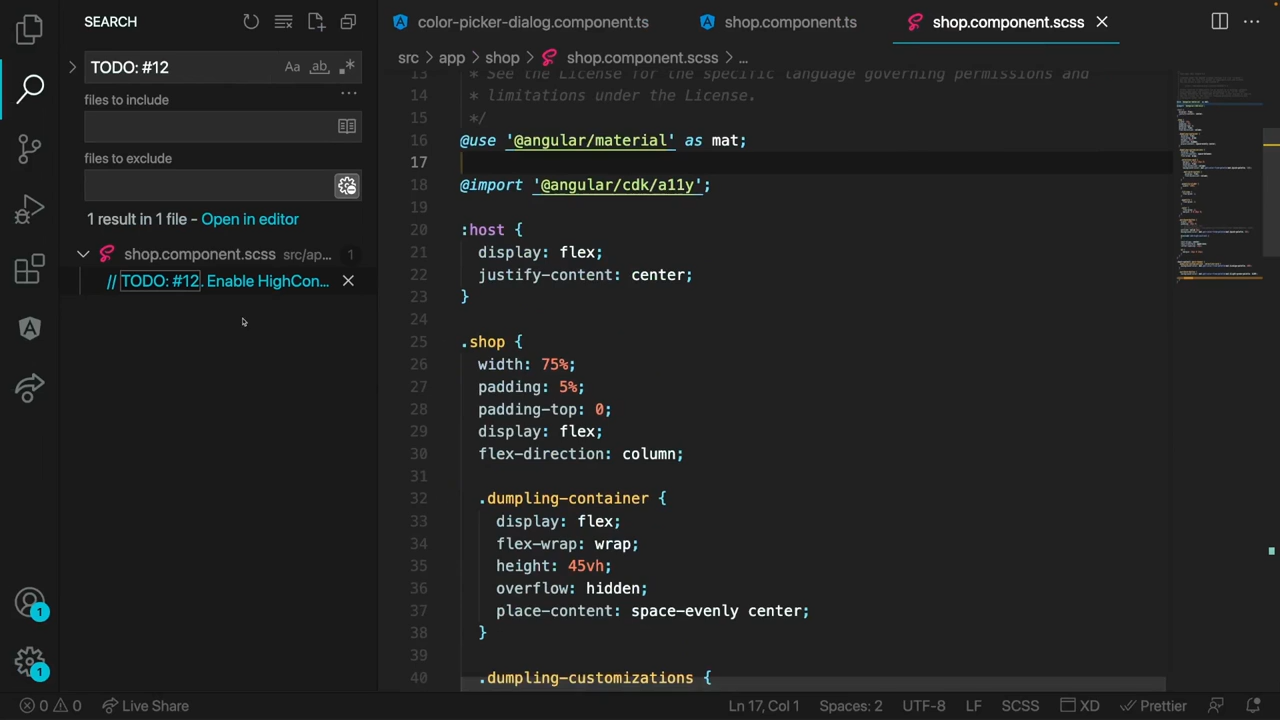 SEARCH
TODO: #12
Aa ab .*
files to include
files to exclude
1 result in 1 file - Open in editor
shop.component.scss src/ap... 1
// TODO: #12. Enable HighCon...
1
1
color-picker-dialog.component.ts
shop.component.ts
shop.component.scss
src > app > shop > shop.component.scss > ...
13 * See the License for the specific language governing permissions and
14 * limitations under the License.
15 */
16 @use '@angular/material' as mat;
17
18 @import '@angular/cdk/a11y';
19
20 :host {
21 display: flex;
22 justify-content: center;
23 }
24
25 .shop {
26 width: 75%;
27 padding: 5%;
28 padding-top: 0;
29 display: flex;
30 flex-direction: column;
31
32 .dumpling-container {
33 display: flex;
34 flex-wrap: wrap;
35 height: 45vh;
36 overflow: hidden;
37 place-content: space-evenly center;
38 }
39
40 .dumpling-customizations {
0 0 Live Share Ln 17, Col 1 Spaces: 2 UTF-8 LF SCSS XD Prettier